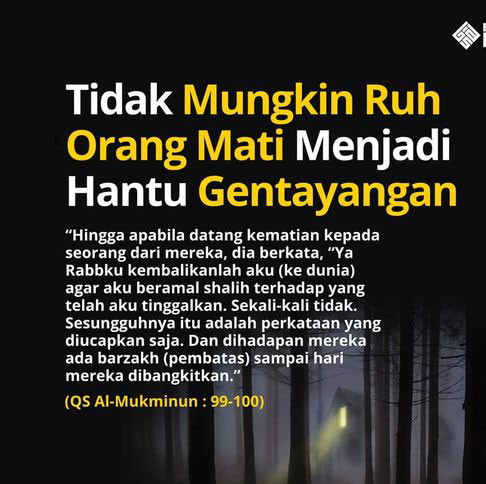 Tidak Mungkin Ruh
Orang Mati Menjadi
Hantu Gentayangan
“Hingga apabila datang kematian kepada
seorang dari mereka, dia berkata, “Ya
Rabbku kembalikanlah aku (ke dunia)
agar aku beramal shalih terhadap yang
telah aku tinggalkan. Sekali-kali tidak.
Sesungguhnya itu adalah perkataan yang
diucapkan saja. Dan dihadapan mereka
ada barzakh (pembatas) sampai hari
mereka dibangkitkan.”
(QS Al-Mukminun : 99-100)